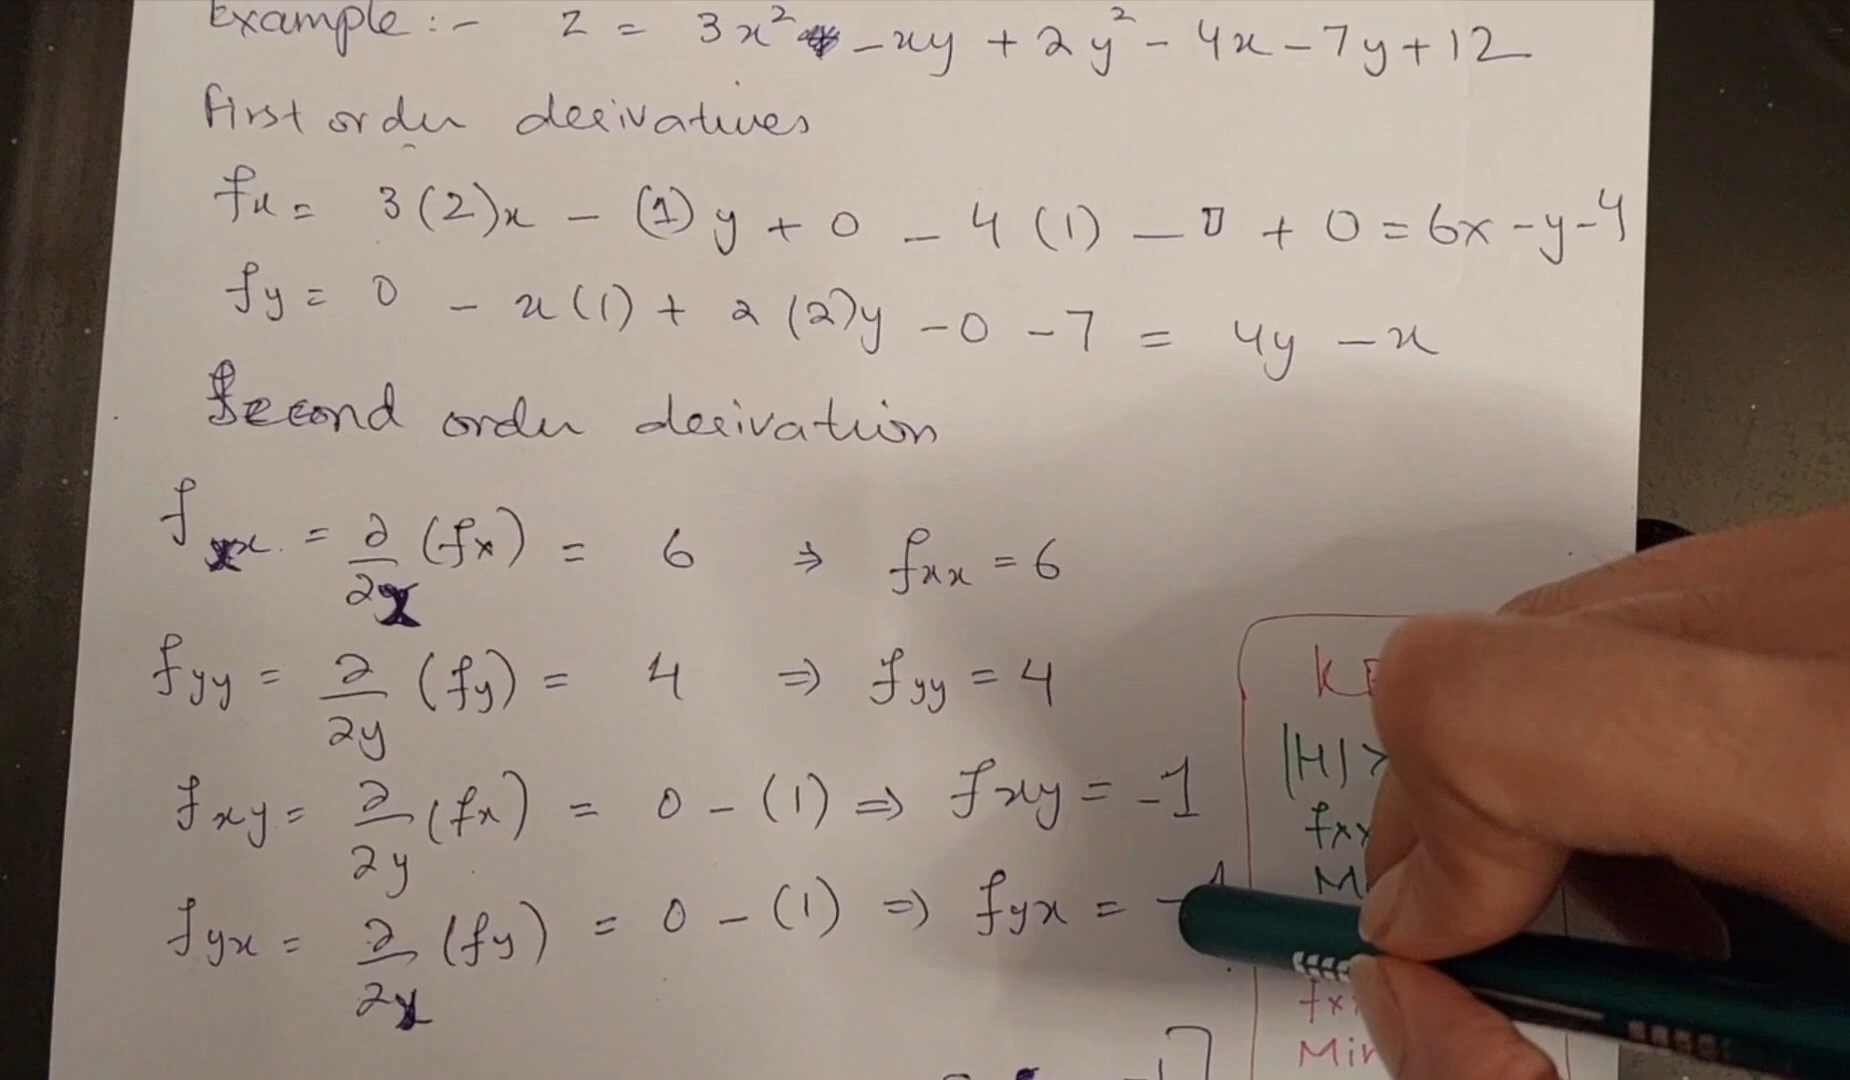 Example :- z = 3x² - xy + 2y² - 4x - 7y + 12
First order derivatives
fx = 3(2)x - (1)y + 0 - 4(1) - 0 + 0 = 6x - y - 4
fy = 0 - x(1) + 2(2)y - 0 - 7 = 4y - x
Second order derivation
fxx = ∂/∂x (fx) = 6 ⇒ fxx = 6
fyy = ∂/∂y (fy) = 4 ⇒ fyy = 4
fxy = ∂/∂y (fx) = 0 - (1) ⇒ fxy = -1
fyx = ∂/∂x (fy) = 0 - (1) ⇒ fyx = -
|H| >
fxx